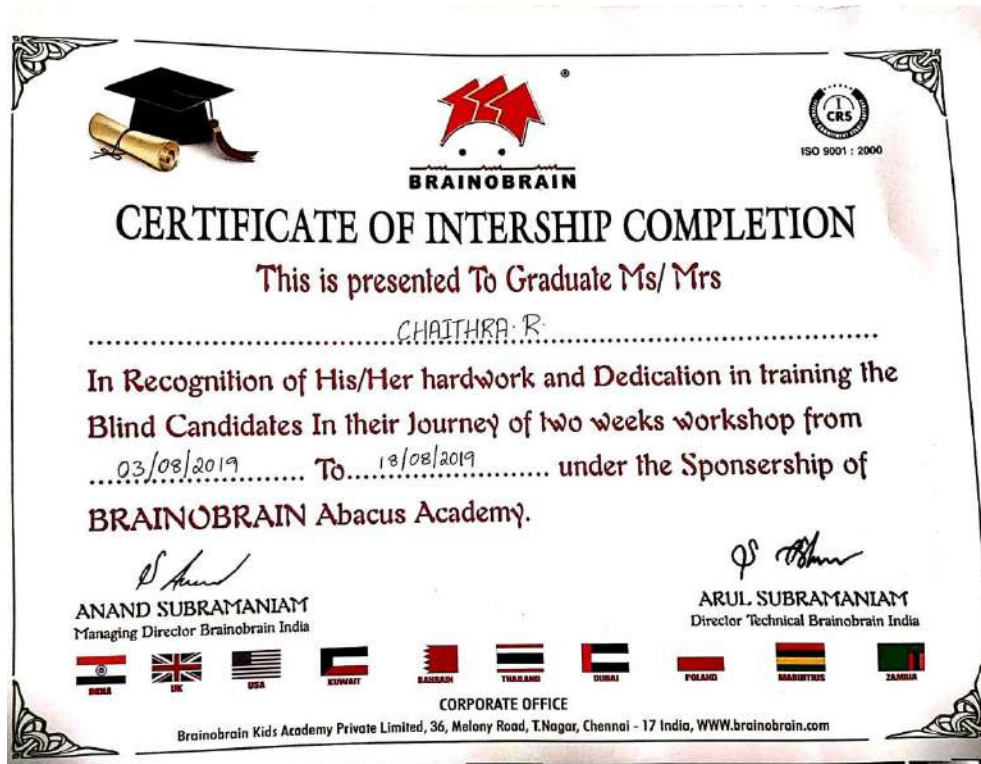 I
CRS
ISO 9001 : 2000
®
BRAINOBRAIN
CERTIFICATE OF INTERSHIP COMPLETION
This is presented To Graduate Ms/ Mrs
CHAITHRA. R.
In Recognition of His/Her hardwork and Dedication in training the
Blind Candidates In their Journey of two weeks workshop from
03/08/2019 To 18/08/2019 under the Sponsership of
BRAINOBRAIN Abacus Academy.
ANAND SUBRAMANIAM
Managing Director Brainobrain India
ARUL SUBRAMANIAM
Director Technical Brainobrain India
INDIA UK USA KUWAIT BAHRAIN THAILAND DUBAI POLAND MAURITIUS ZAMBIA
CORPORATE OFFICE
Brainobrain Kids Academy Private Limited, 36, Melony Road, T.Nagar, Chennai - 17 India, WWW.brainobrain.com